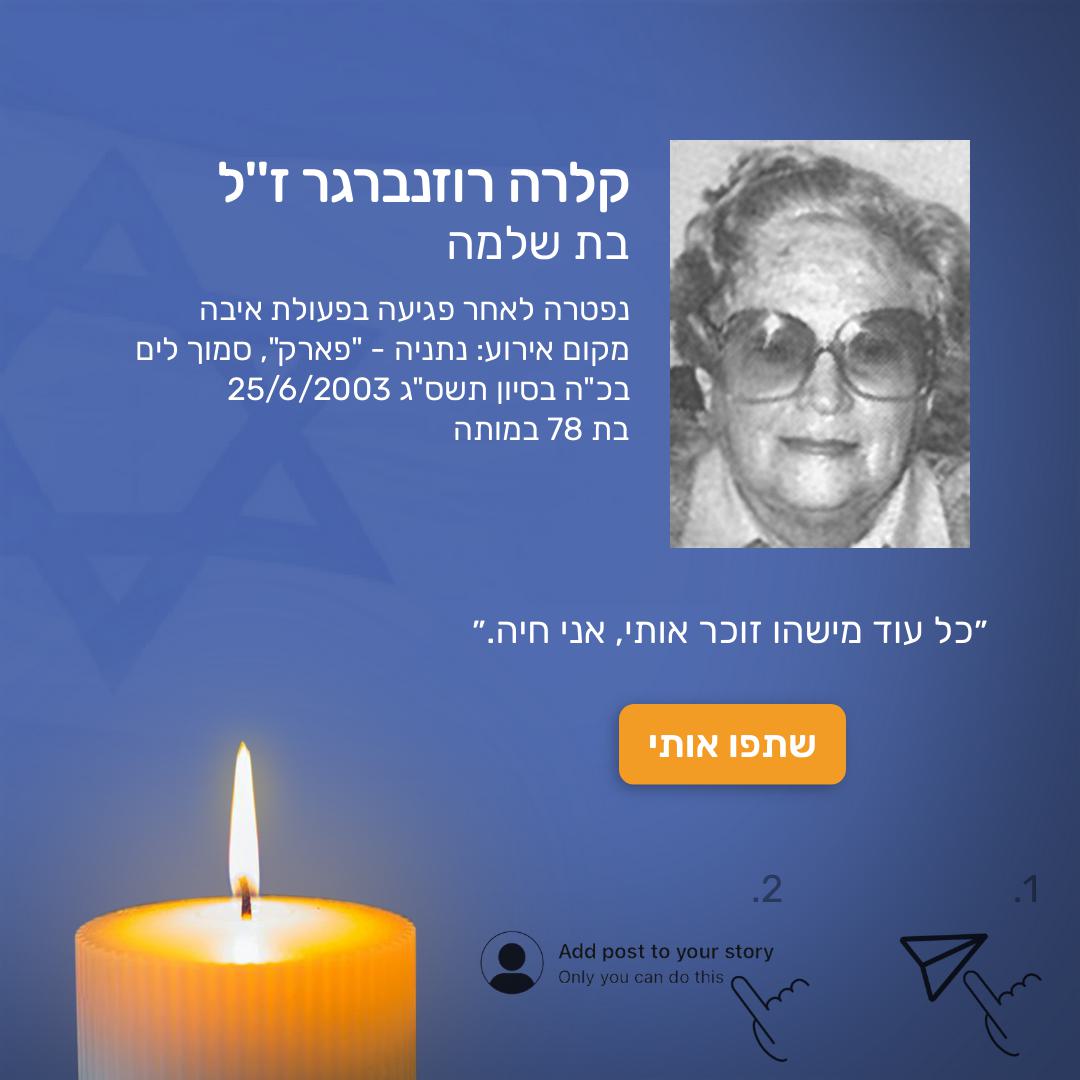 קלרה רוזנברגר ז"ל
בת שלמה
נפטרה לאחר פגיעה בפעולת איבה
מקום אירוע: נתניה - "פארק", סמוך לים
בכ"ה בסיון תשס"ג 25/6/2003
בת 78 במותה
״כל עוד מישהו זוכר אותי, אני חיה.״
שתפו אותי
.1
.2
Add post to your story
Only you can do this